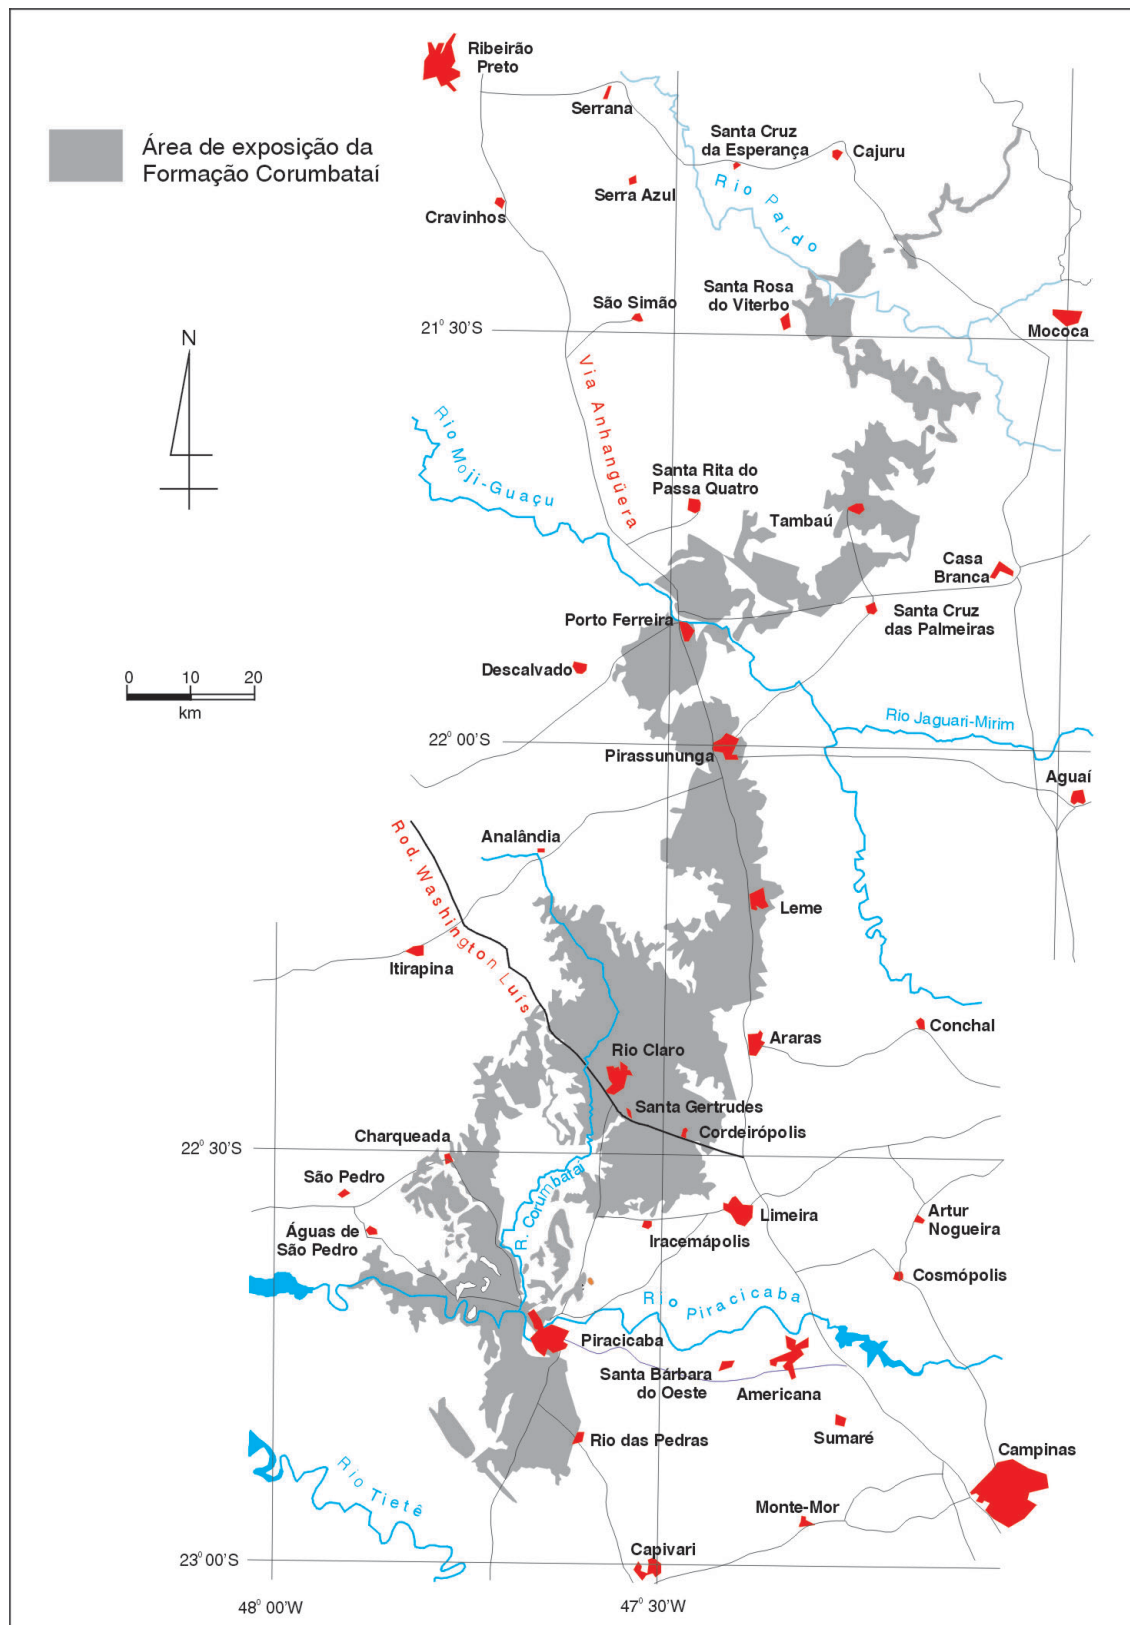 Ribeirão
Preto
Serrana
Santa Cruz
da Esperança
Cajuru
Área de exposição da
Formação Corumbataí
Serra Azul
Rio Pardo
Cravinhos
Santa Rosa
do Viterbo
São Simão
21° 30'S
Mococa
N
Via Anhangüera
Rio Moji-Guaçu
Santa Rita do
Passa Quatro
Tambaú
Casa
Branca
Porto Ferreira
Santa Cruz
das Palmeiras
Descalvado
0 10 20
km
Rio Jaguari-Mirim
22° 00'S
Pirassununga
Aguaí
Rod. Washington Luís
Analândia
Leme
Itirapina
Conchal
Araras
Rio Claro
Santa Gertrudes
Cordeirópolis
Charqueada
22° 30'S
São Pedro
R. Corumbataí
Limeira
Artur
Nogueira
Águas de
São Pedro
Iracemápolis
Cosmópolis
Rio Piracicaba
Piracicaba
Santa Bárbara
do Oeste
Americana
Rio das Pedras
Sumaré
Campinas
Rio Tietê
Monte-Mor
Capivari
23° 00'S
48° 00'W
47° 30'W